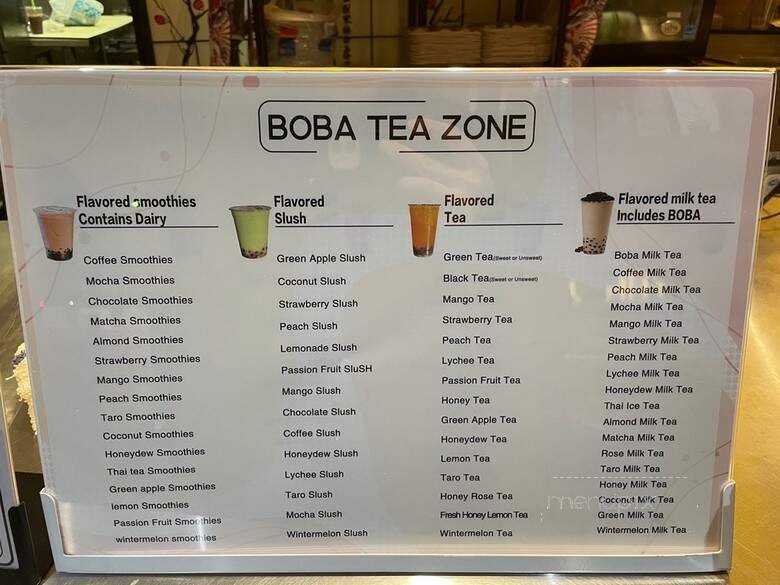 BOBA TEA ZONE
Flavored smoothies
Contains Dairy
Coffee Smoothies
Mocha Smoothies
Chocolate Smoothies
Matcha Smoothies
Almond Smoothies
Strawberry Smoothies
Mango Smoothies
Peach Smoothies
Taro Smoothies
Coconut Smoothies
Honeydew Smoothies
Thai tea Smoothies
Green apple Smoothies
lemon Smoothies
Passion Fruit Smoothies
wintermelon smoothies
Flavored
Slush
Green Apple Slush
Coconut Slush
Strawberry Slush
Peach Slush
Lemonade Slush
Passion Fruit SluSH
Mango Slush
Chocolate Slush
Coffee Slush
Honeydew Slush
Lychee Slush
Taro Slush
Mocha Slush
Wintermelon Slush
Flavored
Tea
Green Tea(Sweet or Unsweet)
Black Tea(Sweet or Unsweet)
Mango Tea
Strawberry Tea
Peach Tea
Lychee Tea
Passion Fruit Tea
Honey Tea
Green Apple Tea
Honeydew Tea
Lemon Tea
Taro Tea
Honey Rose Tea
Fresh Honey Lemon Tea
Wintermelon Tea
Flavored milk tea
Includes BOBA
Boba Milk Tea
Coffee Milk Tea
Chocolate Milk Tea
Mocha Milk Tea
Mango Milk Tea
Strawberry Milk Tea
Peach Milk Tea
Lychee Milk Tea
Honeydew Milk Tea
Thai Ice Tea
Almond Milk Tea
Matcha Milk Tea
Rose Milk Tea
Taro Milk Tea
Honey Milk Tea
Coconut Milk Tea
Green Milk Tea
Wintermelon Milk Tea
menupix